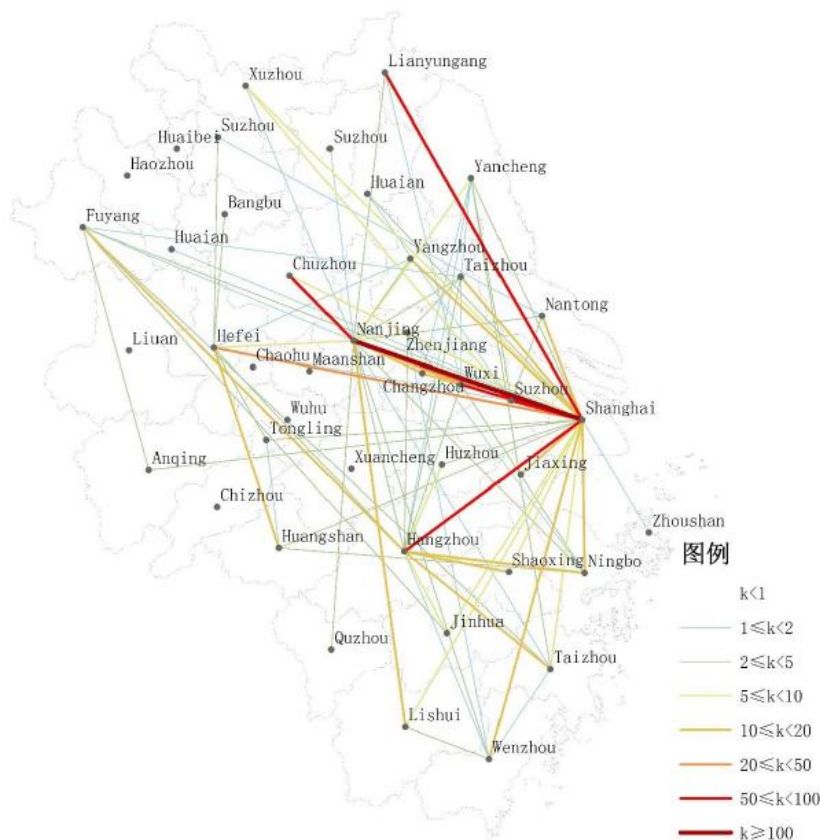 Lianyungang
Xuzhou
Suzhou
Huaibei
Suzhou
Haozhou
Yancheng
Huaian
Bangbu
Fuyang
Huaian
Yangzhou
Taizhou
Chuzhou
Nantong
Nanjing
Hefei
Zhenjiang
Liuan
Chaohu
Maanshan
Wuxi
Changzhou
Suzhou
Shanghai
Wuhu
Tongling
Anqing
Xuancheng
Huzhou
Jiaxing
Chizhou
Zhoushan
Huangshan
Hangzhou
Shaoxing
Ningbo
图例
k<1
Jinhua
1≤k<2
Quzhou
Taizhou
2≤k<5
5≤k<10
Lishui
10≤k<20
Wenzhou
20≤k<50
50≤k<100
k≥100